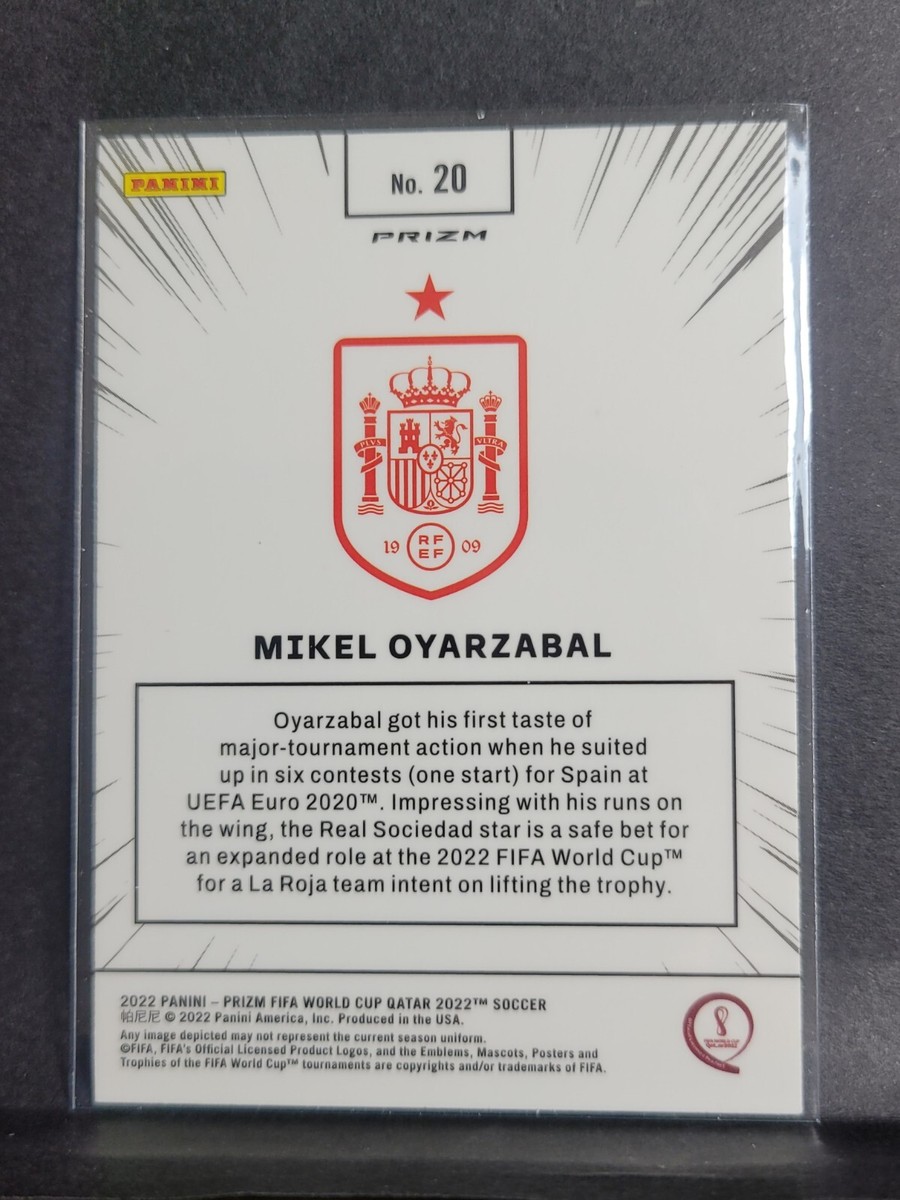 PANINI
No. 20
PRIZM
PLVS VLTRA
19 RF EF 09
MIKEL OYARZABAL
Oyarzabal got his first taste of
major-tournament action when he suited
up in six contests (one start) for Spain at
UEFA Euro 2020™. Impressing with his runs on
the wing, the Real Sociedad star is a safe bet for
an expanded role at the 2022 FIFA World Cup™
for a La Roja team intent on lifting the trophy.
2022 PANINI – PRIZM FIFA WORLD CUP QATAR 2022™ SOCCER
帕尼尼 © 2022 Panini America, Inc. Produced in the USA.
Any image depicted may not represent the current season uniform.
©FIFA, FIFA's Official Licensed Product Logos, and the Emblems, Mascots, Posters and
Trophies of the FIFA World Cup™ tournaments are copyrights and/or trademarks of FIFA.
FIFA WORLD CUP